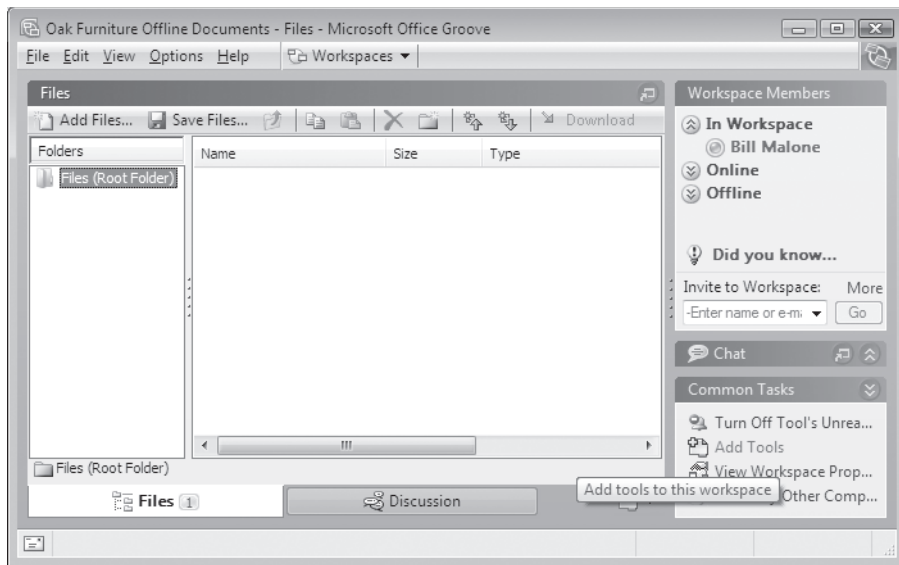 Oak Furniture Offline Documents - Files - Microsoft Office Groove
File Edit View Options Help Workspaces
Files
Add Files... Save Files... Download
Folders
Name Size Type
Files (Root Folder)
Files (Root Folder)
Files 1
Discussion
Workspace Members
In Workspace
Bill Malone
Online
Offline
Did you know...
Invite to Workspace: More
-Enter name or e-m Go
Chat
Common Tasks
Turn Off Tool's Unrea...
Add Tools
View Workspace Prop...
Other Comp...
Add tools to this workspace